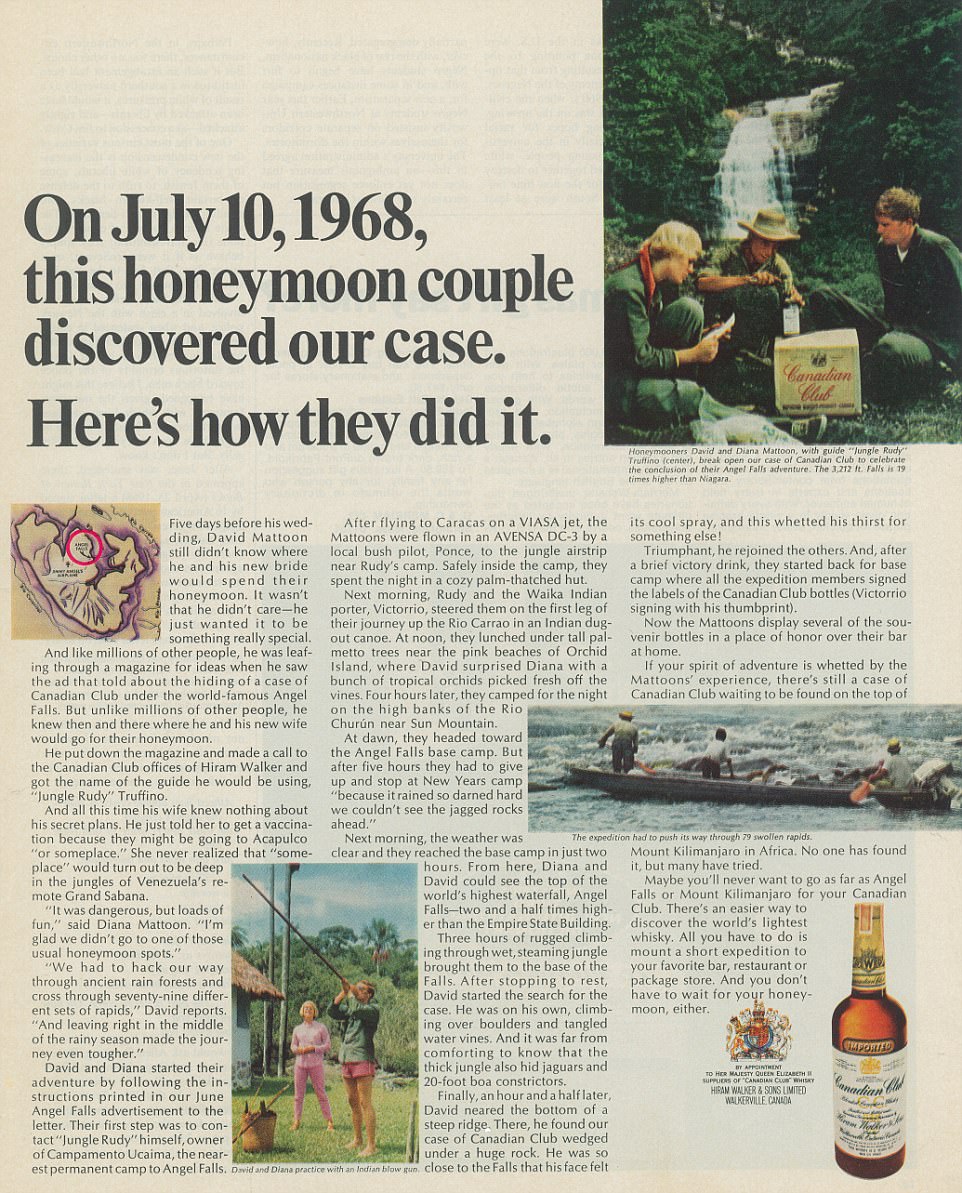 On July 10, 1968,
this honeymoon couple
discovered our case.
Here's how they did it.
Canadian
Club
Honeymooners David and Diana Mattoon, with guide "Jungle Rudy"
Truffino (center), break open our case of Canadian Club to celebrate
the conclusion of their Angel Falls adventure. The 3,212 ft. Falls is 19
times higher than Niagara.
ANGEL
FALLS
JIMMY ANGEL'S
AIRPLANE
Five days before his wed-
ding, David Mattoon
still didn't know where
he and his new bride
would spend their
honeymoon. It wasn't
that he didn't care—he
just wanted it to be
something really special.
And like millions of other people, he was leaf-
ing through a magazine for ideas when he saw
the ad that told about the hiding of a case of
Canadian Club under the world-famous Angel
Falls. But unlike millions of other people, he
knew then and there where he and his new wife
would go for their honeymoon.
He put down the magazine and made a call to
the Canadian Club offices of Hiram Walker and
got the name of the guide he would be using,
"Jungle Rudy" Truffino.
And all this time his wife knew nothing about
his secret plans. He just told her to get a vaccina-
tion because they might be going to Acapulco
"or someplace." She never realized that "some-
place" would turn out to be deep
in the jungles of Venezuela's re-
mote Grand Sabana.
"It was dangerous, but loads of
fun," said Diana Mattoon. "I'm
glad we didn't go to one of those
usual honeymoon spots."
"We had to hack our way
through ancient rain forests and
cross through seventy-nine differ-
ent sets of rapids," David reports.
"And leaving right in the middle
of the rainy season made the jour-
ney even tougher."
David and Diana started their
adventure by following the in-
structions printed in our June
Angel Falls advertisement to the
letter. Their first step was to con-
tact "Jungle Rudy" himself, owner
of Campamento Ucaima, the near-
est permanent camp to Angel Falls.
David and Diana practice with an Indian blow gun.
After flying to Caracas on a VIASA jet, the
Mattoons were flown in an AVENSA DC-3 by a
local bush pilot, Ponce, to the jungle airstrip
near Rudy's camp. Safely inside the camp, they
spent the night in a cozy palm-thatched hut.
Next morning, Rudy and the Waika Indian
porter, Victorrio, steered them on the first leg of
their journey up the Rio Carrao in an Indian dug-
out canoe. At noon, they lunched under tall pal-
metto trees near the pink beaches of Orchid
Island, where David surprised Diana with a
bunch of tropical orchids picked fresh off the
vines. Four hours later, they camped for the night
on the high banks of the Rio
Churún near Sun Mountain.
At dawn, they headed toward
the Angel Falls base camp. But
after five hours they had to give
up and stop at New Years camp
"because it rained so darned hard
we couldn't see the jagged rocks
ahead."
Next morning, the weather was
clear and they reached the base camp in just two
hours. From here, Diana and
David could see the top of the
world's highest waterfall, Angel
Falls—two and a half times high-
er than the Empire State Building.
Three hours of rugged climb-
ing through wet, steaming jungle
brought them to the base of the
Falls. After stopping to rest,
David started the search for the
case. He was on his own, climb-
ing over boulders and tangled
water vines. And it was far from
comforting to know that the
thick jungle also hid jaguars and
20-foot boa constrictors.
Finally, an hour and a half later,
David neared the bottom of a
steep ridge. There, he found our
case of Canadian Club wedged
under a huge rock. He was so
close to the Falls that his face felt
its cool spray, and this whetted his thirst for
something else!
Triumphant, he rejoined the others. And, after
a brief victory drink, they started back for base
camp where all the expedition members signed
the labels of the Canadian Club bottles (Victorrio
signing with his thumbprint).
Now the Mattoons display several of the sou-
venir bottles in a place of honor over their bar
at home.
If your spirit of adventure is whetted by the
Mattoons' experience, there's still a case of
Canadian Club waiting to be found on the top of
The expedition had to push its way through 79 swollen rapids.
Mount Kilimanjaro in Africa. No one has found
it, but many have tried.
Maybe you'll never want to go as far as Angel
Falls or Mount Kilimanjaro for your Canadian
Club. There's an easier way to
discover the world's lightest
whisky. All you have to do is
mount a short expedition to
your favorite bar, restaurant or
package store. And you don't
have to wait for your honey-
moon, either.
BY APPOINTMENT
TO HER MAJESTY QUEEN ELIZABETH II
SUPPLIERS OF "CANADIAN CLUB" WHISKY
HIRAM WALKER & SONS LIMITED
WALKERVILLE, CANADA
IMPORTED
Canadian Club
Hiram Walker & Sons